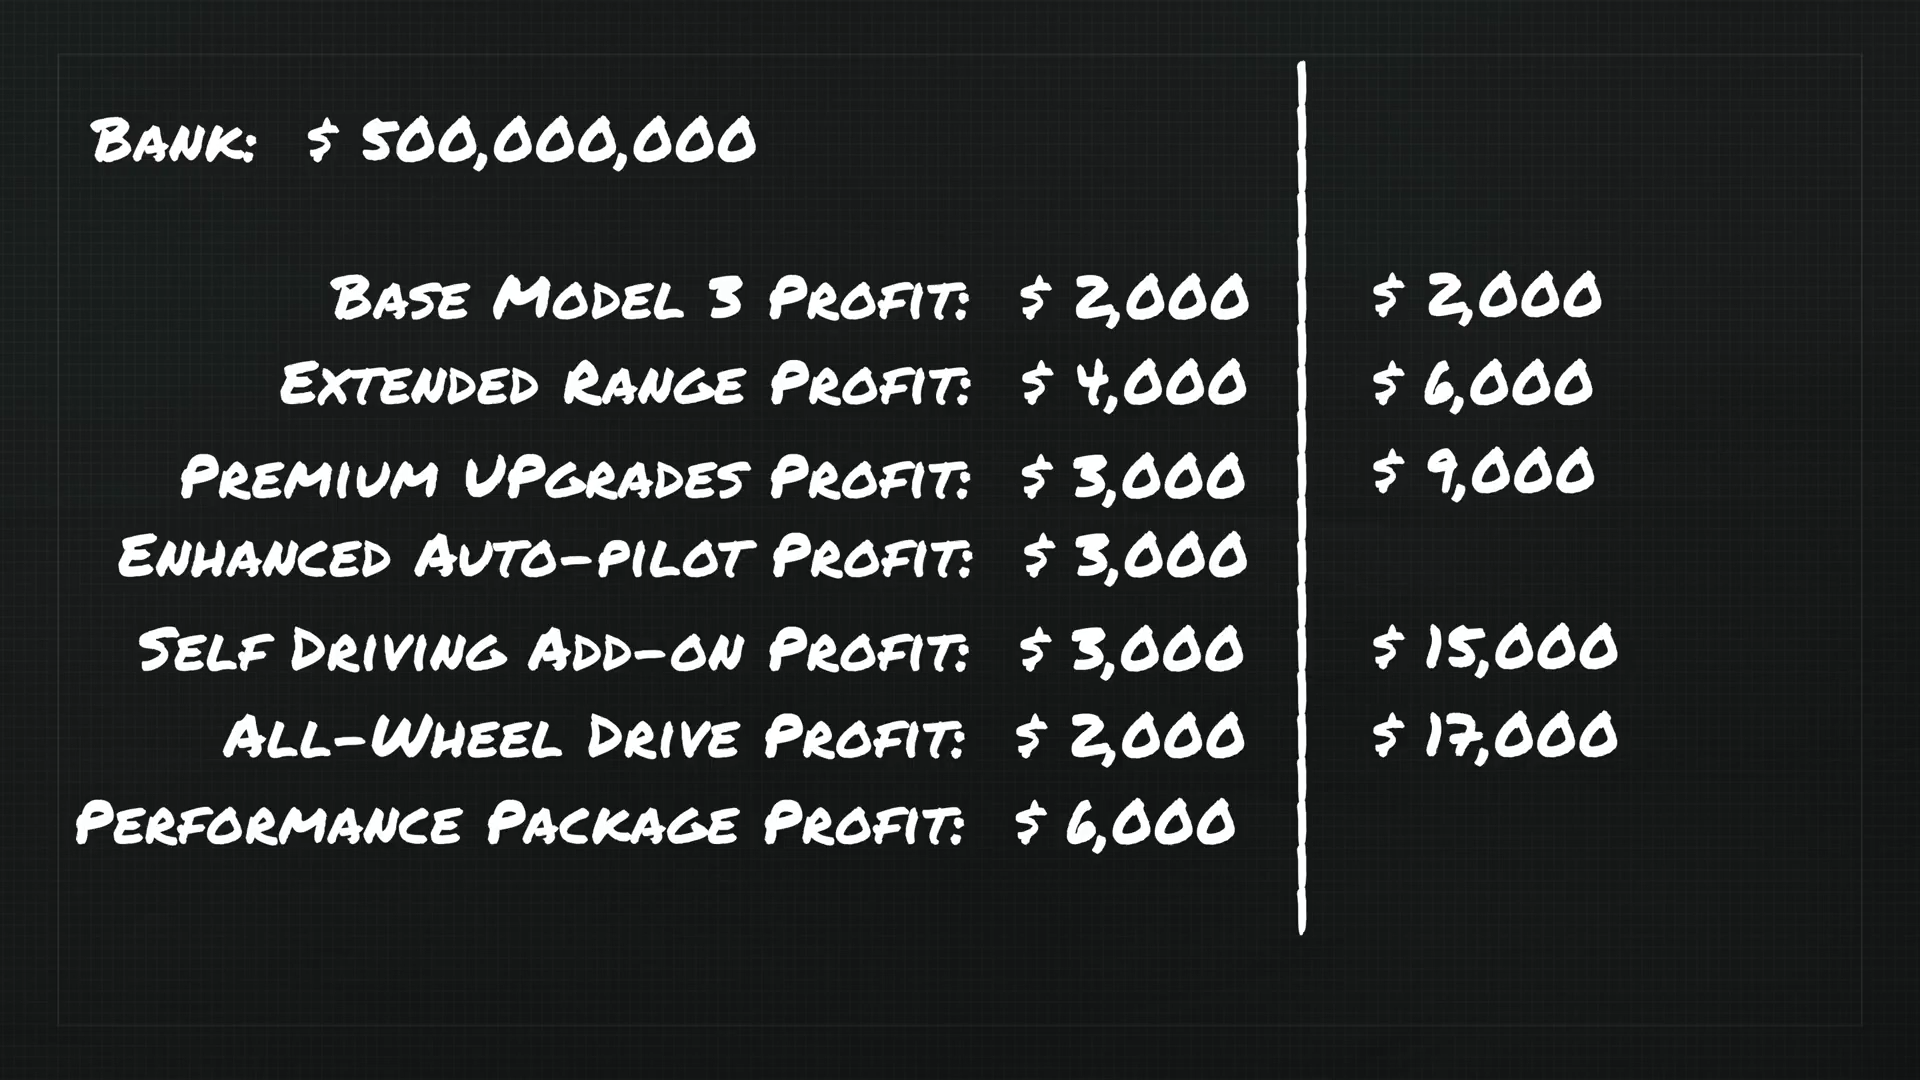 Bank: $ 500,000,000
Base Model 3 Profit: $ 2,000 $ 2,000
Extended Range Profit: $ 4,000 $ 6,000
Premium UPgrades Profit: $ 3,000 $ 9,000
Enhanced Auto-pilot Profit: $ 3,000
Self Driving Add-on Profit: $ 3,000 $ 15,000
All-Wheel Drive Profit: $ 2,000 $ 17,000
Performance Package Profit: $ 6,000